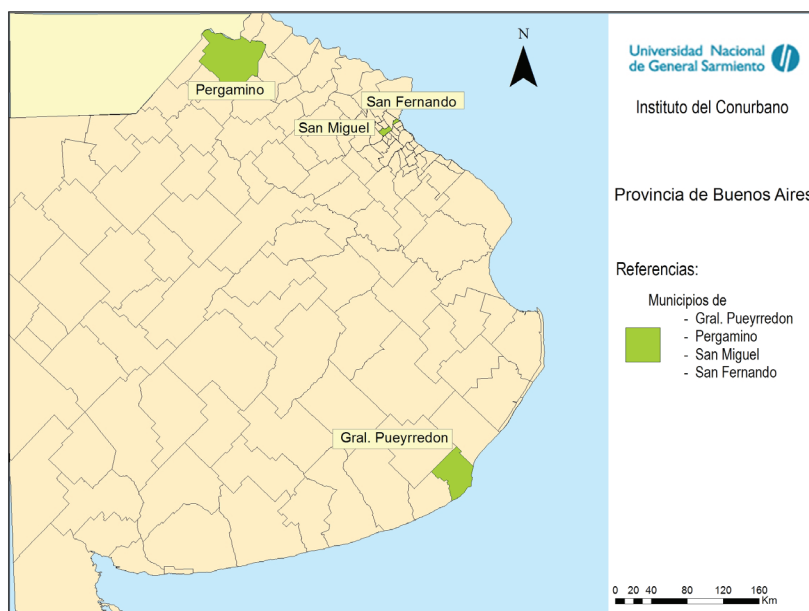 Pergamino
San Fernando
San Miguel
Gral. Pueyrredon
N
Universidad Nacional
de General Sarmiento
Instituto del Conurbano
Provincia de Buenos Aires
Referencias:
Municipios de
- Gral. Pueyrredon
- Pergamino
- San Miguel
- San Fernando
0 20 40 80 120 160
Km